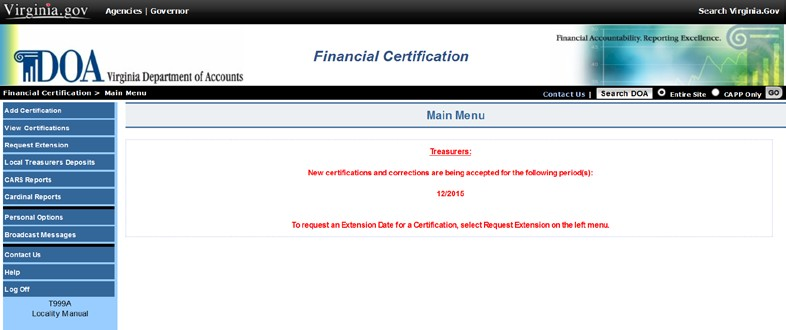 Virginia.gov Agencies | Governor Search Virginia.Gov
Financial Accountability. Reporting Excellence.
DOA Virginia Department of Accounts
Financial Certification
Financial Certification > Main Menu Contact Us | Search DOA Entire Site CAPP Only GO
Add Certification
View Certifications
Request Extension
Local Treasurers Deposits
CARS Reports
Cardinal Reports
Personal Options
Broadcast Messages
Contact Us
Help
Log Off
T999A
Locality Manual
Main Menu
Treasurers:
New certifications and corrections are being accepted for the following period(s):
12/2015
To request an Extension Date for a Certification, select Request Extension on the left menu.